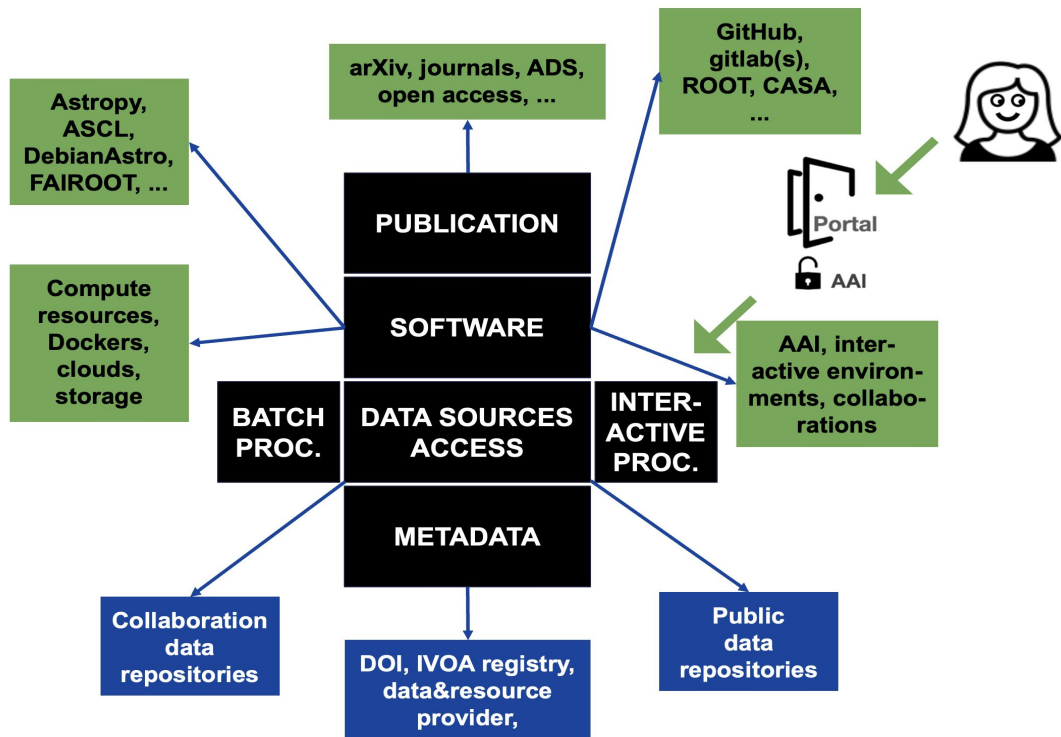 arXiv, journals, ADS,
open access, ...
GitHub,
gitlab(s),
ROOT, CASA,
...
Astropy,
ASCL,
DebianAstro,
FAIROOT, ...
Portal
AAI
PUBLICATION
SOFTWARE
Compute
resources,
Dockers,
clouds,
storage
AAI, inter-
active environ-
ments, collabo-
rations
BATCH
PROC.
DATA SOURCES
ACCESS
INTER-
ACTIVE
PROC.
METADATA
Collaboration
data
repositories
DOI, IVOA registry,
data&resource
provider,
Public
data
repositories